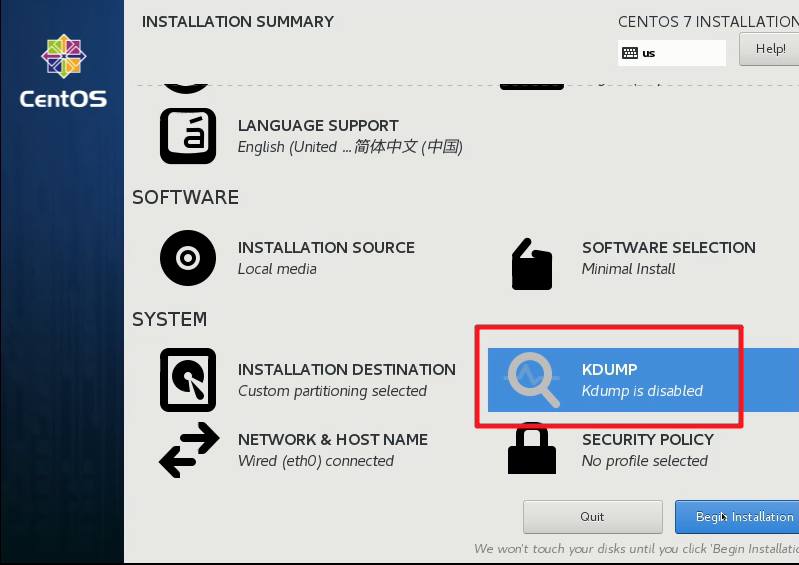 INSTALLATION SUMMARY
CENTOS 7 INSTALLATION
us
Help!
CentOS
LANGUAGE SUPPORT
English (United ...简体中文 (中国)
SOFTWARE
INSTALLATION SOURCE
Local media
SOFTWARE SELECTION
Minimal Install
SYSTEM
INSTALLATION DESTINATION
Custom partitioning selected
KDUMP
Kdump is disabled
NETWORK & HOST NAME
Wired (eth0) connected
SECURITY POLICY
No profile selected
Quit
Begin Installation
We won't touch your disks until you click 'Begin Installatio